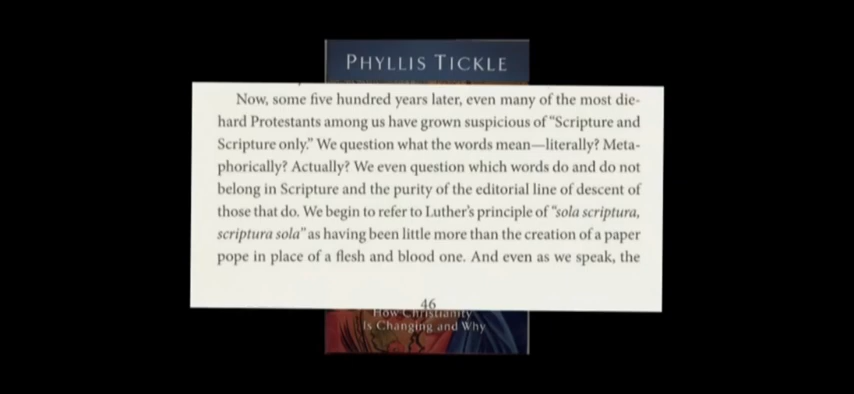 PHYLLIS TICKLE
Now, some five hundred years later, even many of the most die-
hard Protestants among us have grown suspicious of “Scripture and
Scripture only.” We question what the words mean—literally? Meta-
phorically? Actually? We even question which words do and do not
belong in Scripture and the purity of the editorial line of descent of
those that do. We begin to refer to Luther’s principle of “sola scriptura,
scriptura sola” as having been little more than the creation of a paper
pope in place of a flesh and blood one. And even as we speak, the
46
How Christianity
Is Changing and Why